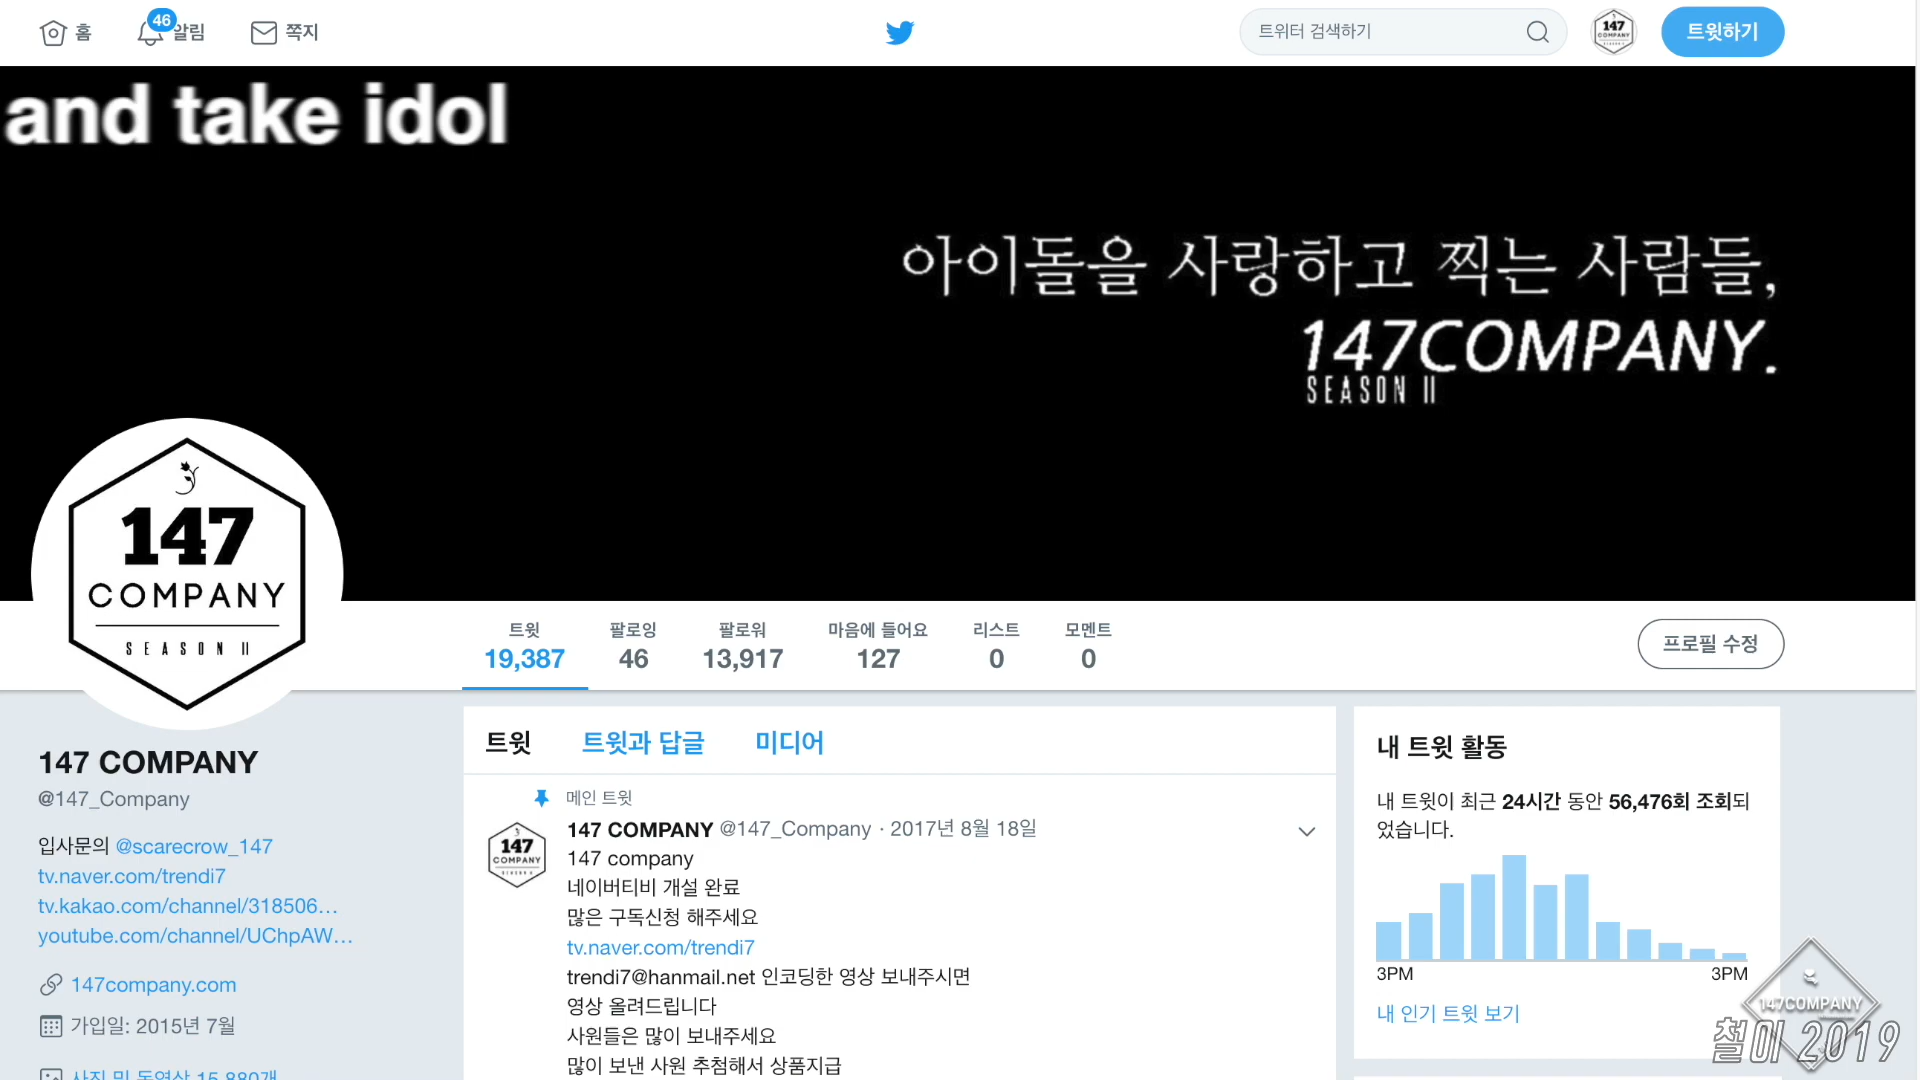 홈
46
알림
쪽지
트위터 검색하기
147
COMPANY
트윗하기
and take idol
아이돌을 사랑하고 찍는 사람들,
147COMPANY.
SEASON II
147
COMPANY
SEASON II
트윗 팔로잉 팔로워 마음에 들어요 리스트 모멘트
19,387 46 13,917 127 0 0
프로필 수정
147 COMPANY
@147_Company
입사문의 @scarecrow_147
tv.naver.com/trendi7
tv.kakao.com/channel/318506…
youtube.com/channel/UChpAW…
147company.com
가입일: 2015년 7월
사진 및 동영상 15,880개
트윗 트윗과 답글 미디어
메인 트윗
147
COMPANY
147 COMPANY @147_Company · 2017년 8월 18일
147 company
네이버티비 개설 완료
많은 구독신청 해주세요
tv.naver.com/trendi7
trendi7@hanmail.net 인코딩한 영상 보내주시면
영상 올려드립니다
사원들은 많이 보내주세요
많이 보낸 사원 추첨해서 상품지급
내 트윗 활동
내 트윗이 최근 24시간 동안 56,476회 조회되
었습니다.
3PM 3PM
내 인기 트윗 보기
147COMPANY
철이 2019